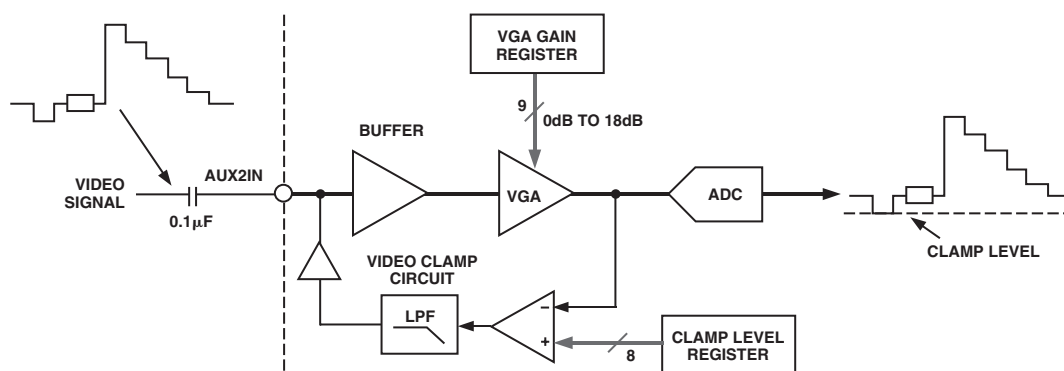 VGA GAIN
REGISTER
9
0dB TO 18dB
BUFFER
AUX2IN
VIDEO
SIGNAL
0.1μF
VGA
ADC
CLAMP LEVEL
VIDEO CLAMP
CIRCUIT
LPF
–
+
8
CLAMP LEVEL
REGISTER